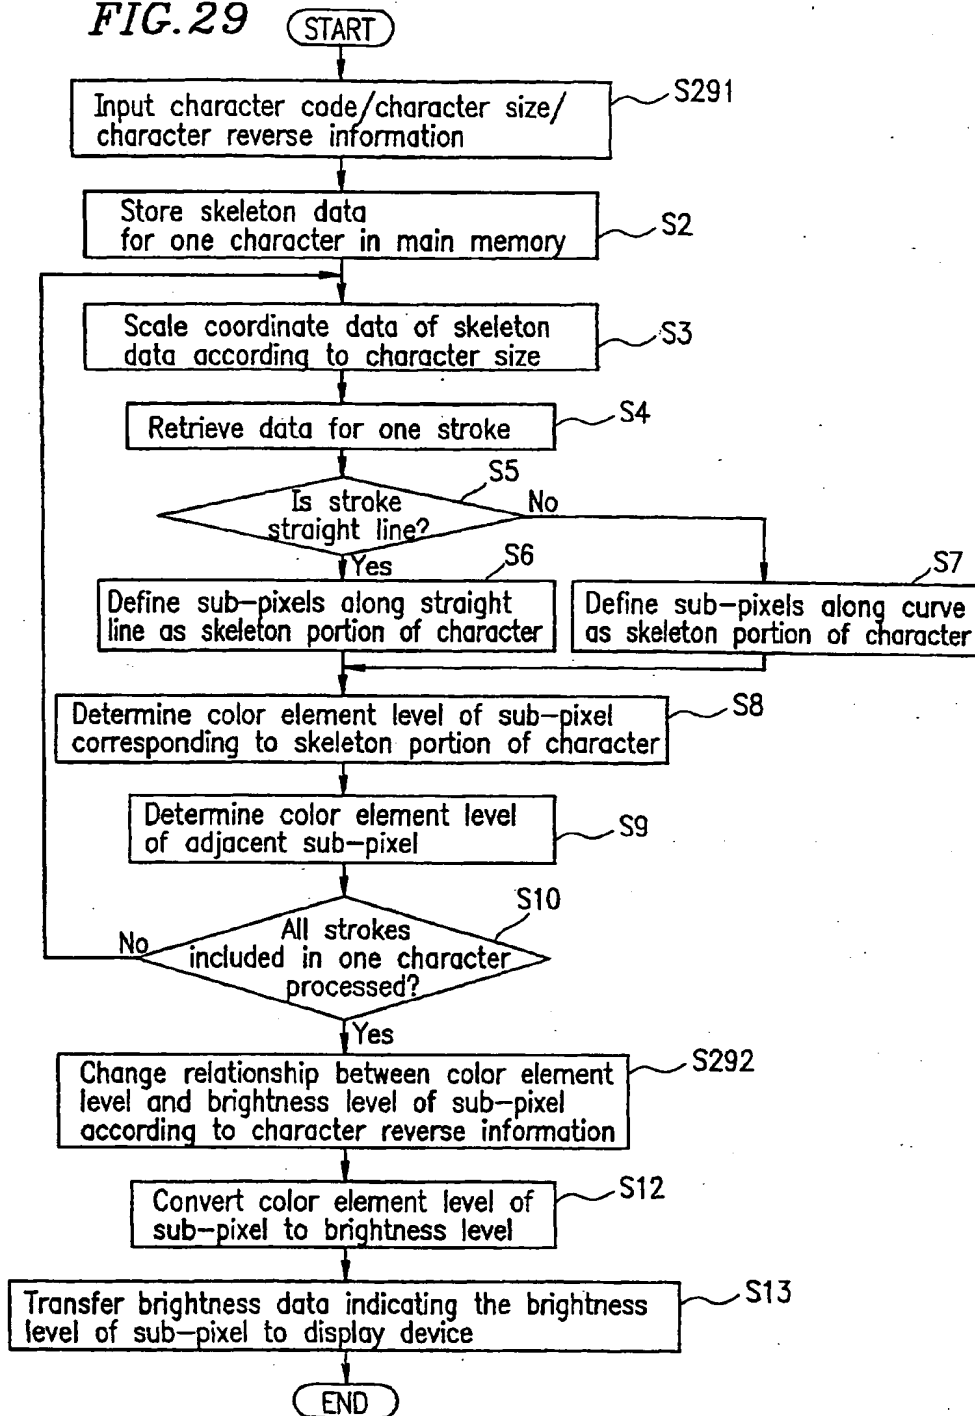 FIG.29
START
Input character code/character size/
character reverse information
S291
Store skeleton data
for one character in main memory
S2
Scale coordinate data of skeleton
data according to character size
S3
Retrieve data for one stroke
S4
Is stroke
straight line?
S5
No
Yes
Define sub-pixels along straight
line as skeleton portion of character
S6
Define sub-pixels along curve
as skeleton portion of character
S7
Determine color element level of sub-pixel
corresponding to skeleton portion of character
S8
Determine color element level
of adjacent sub-pixel
S9
All strokes
included in one character
processed?
S10
No
Yes
Change relationship between color element
level and brightness level of sub-pixel
according to character reverse information
S292
Convert color element level of
sub-pixel to brightness level
S12
Transfer brightness data indicating the brightness
level of sub-pixel to display device
S13
END